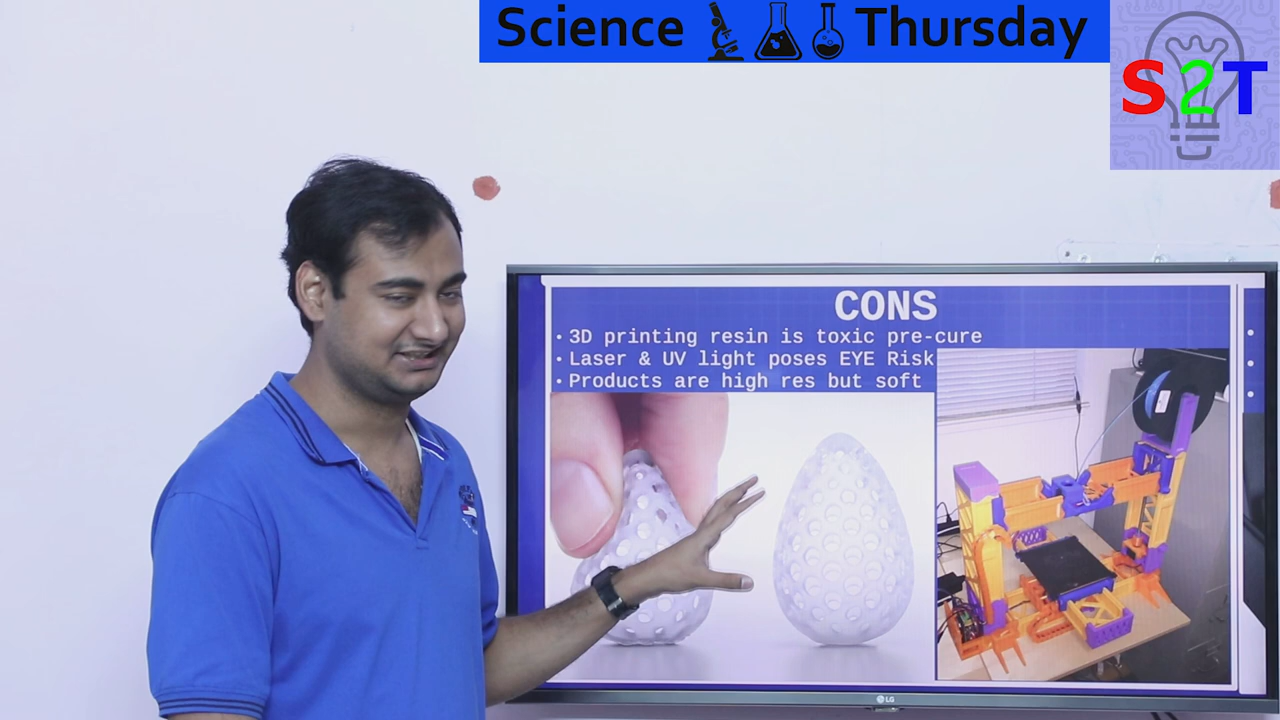 Science Thursday
S2T
CONS
• 3D printing resin is toxic pre-cure
• Laser & UV light poses EYE Risk
• Products are high res but soft
LG